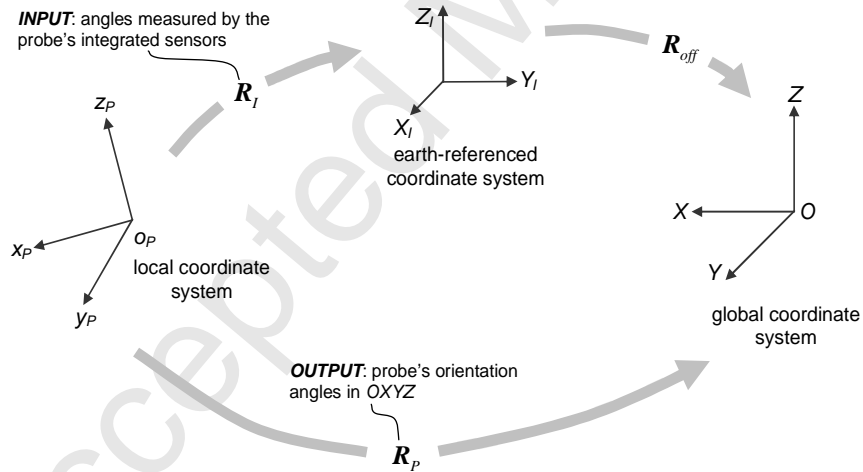 INPUT: angles measured by the
probe's integrated sensors
R_I
Z_I
Y_I
X_I
earth-referenced
coordinate system
R_off
z_P
x_P
o_P
y_P
local coordinate
system
Z
X
O
Y
global coordinate
system
OUTPUT: probe's orientation
angles in OXYZ
R_P
ccepted M